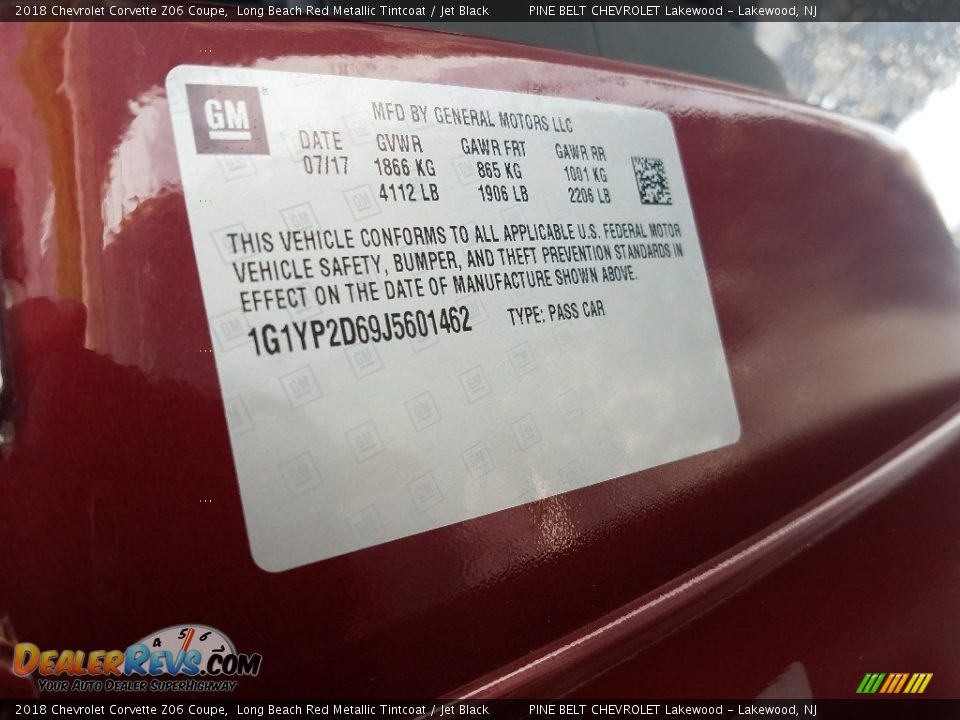 2018 Chevrolet Corvette Z06 Coupe,  Long Beach Red Metallic Tintcoat / Jet Black        PINE BELT CHEVROLET Lakewood – Lakewood, NJ
GM®
MFD BY GENERAL MOTORS LLC
DATE GVWR GAWR FRT GAWR RR
07/17 1866 KG 865 KG 1001 KG
4112 LB 1906 LB 2206 LB
THIS VEHICLE CONFORMS TO ALL APPLICABLE U.S. FEDERAL MOTOR
VEHICLE SAFETY, BUMPER, AND THEFT PREVENTION STANDARDS IN
EFFECT ON THE DATE OF MANUFACTURE SHOWN ABOVE.
1G1YP2D69J5601462 TYPE: PASS CAR
4 5 6
DEALERREVS.COM
YOUR AUTO DEALER SUPERHIGHWAY
2018 Chevrolet Corvette Z06 Coupe,  Long Beach Red Metallic Tintcoat / Jet Black        PINE BELT CHEVROLET Lakewood – Lakewood, NJ